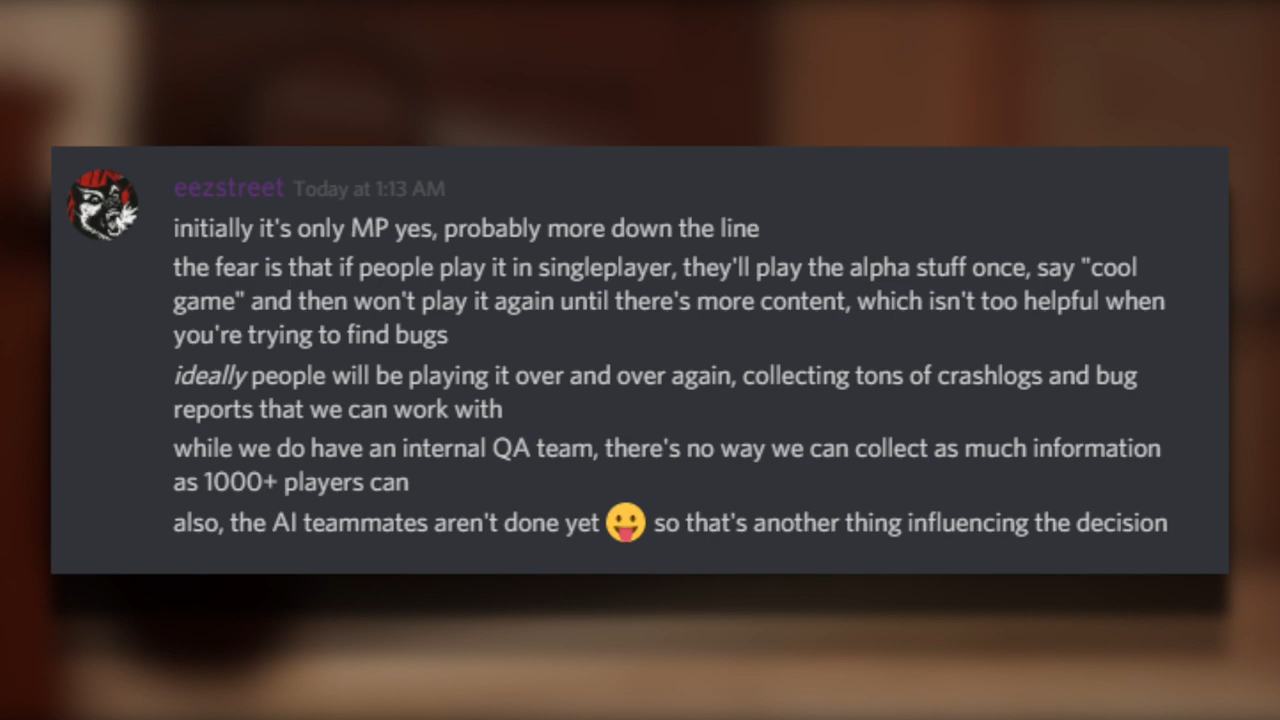 eezstreet Today at 1:13 AM
initially it's only MP yes, probably more down the line
the fear is that if people play it in singleplayer, they'll play the alpha stuff once, say "cool
game" and then won't play it again until there's more content, which isn't too helpful when
you're trying to find bugs
ideally people will be playing it over and over again, collecting tons of crashlogs and bug
reports that we can work with
while we do have an internal QA team, there's no way we can collect as much information
as 1000+ players can
also, the AI teammates aren't done yet 😛 so that's another thing influencing the decision